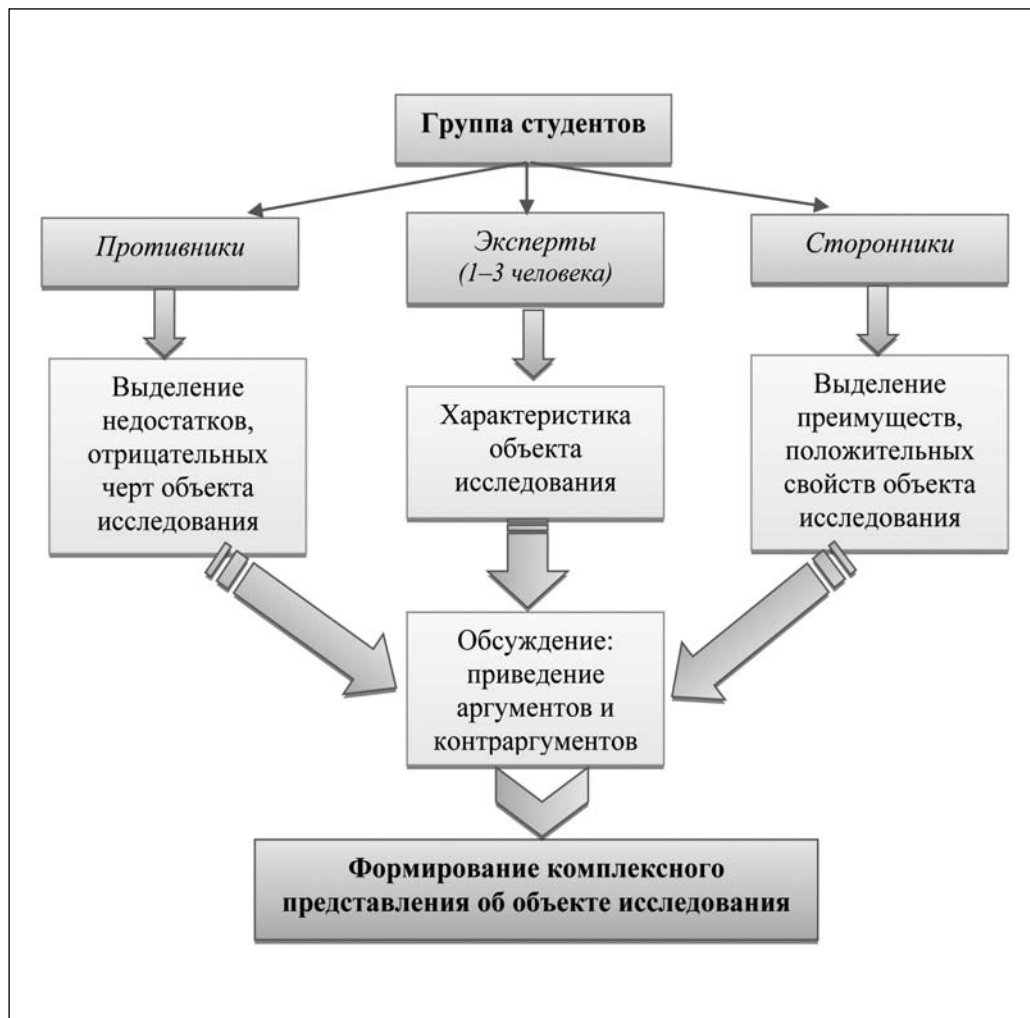 Группа студентов
Противники
Эксперты
(1–3 человека)
Сторонники
Выделение
недостатков,
отрицательных
черт объекта
исследования
Характеристика
объекта
исследования
Выделение
преимуществ,
положительных
свойств объекта
исследования
Обсуждение:
приведение
аргументов и
контраргументов
Формирование комплексного
представления об объекте исследования